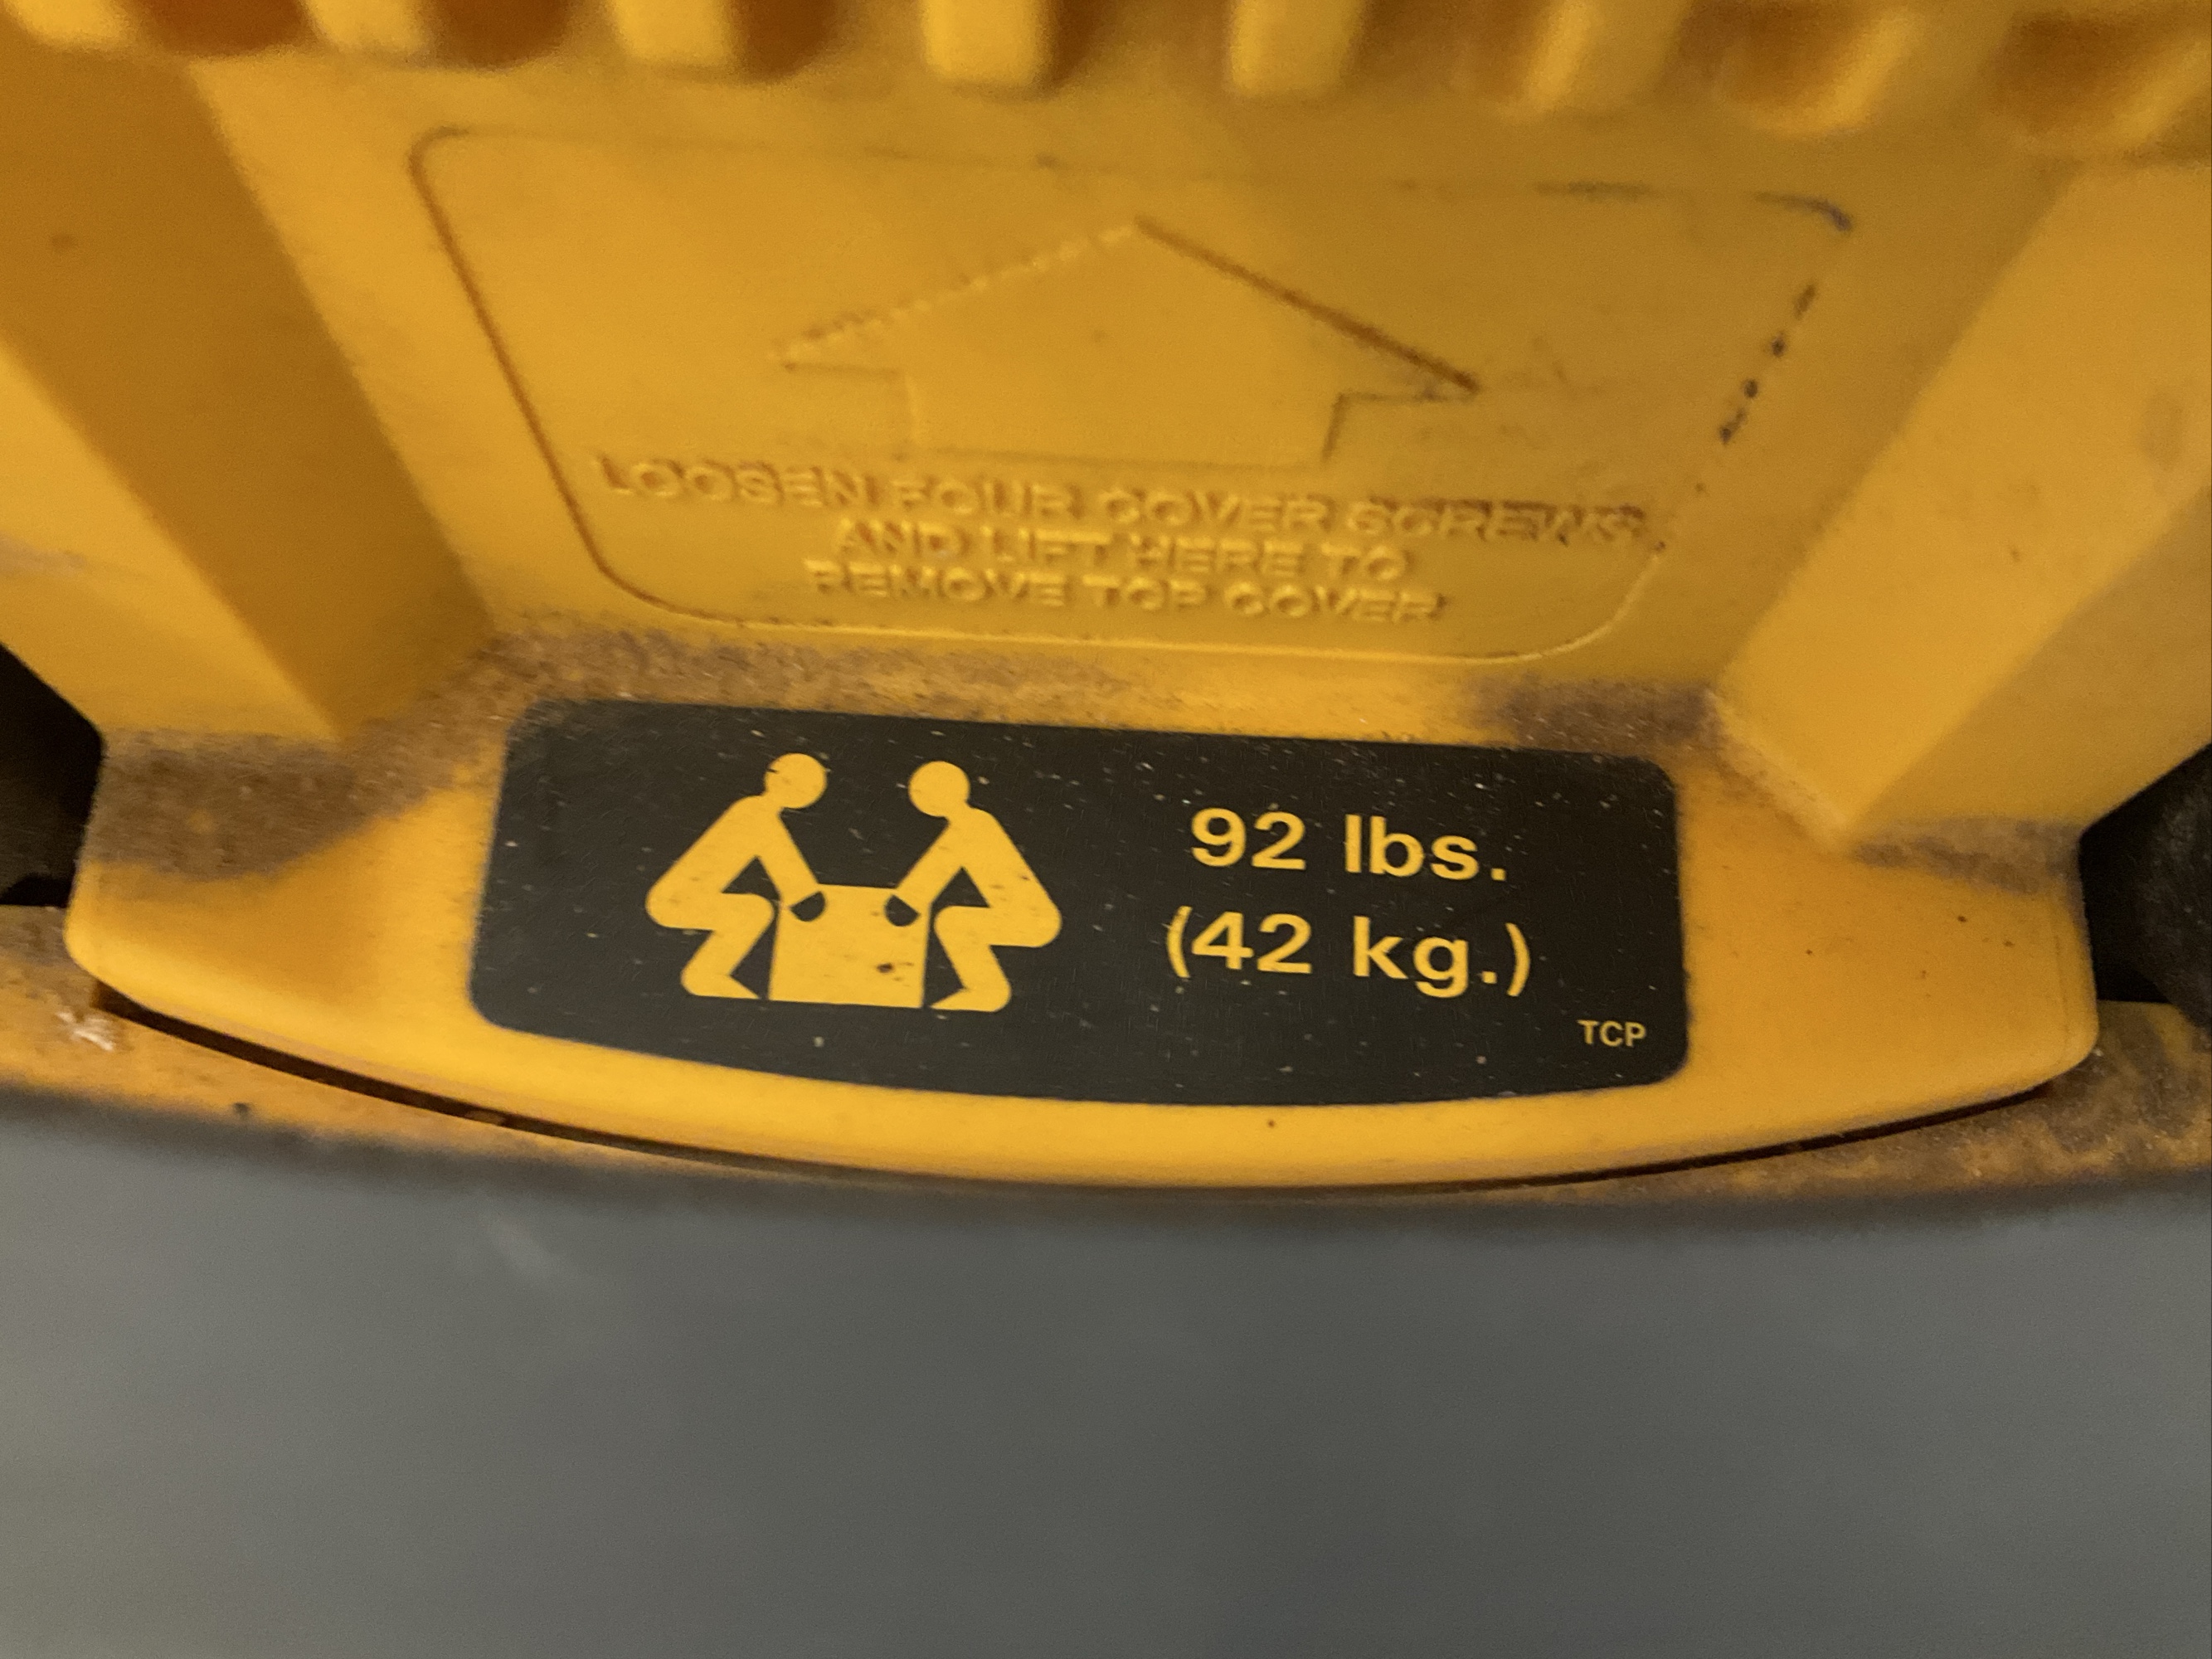 LOOSEN FOUR COVER SCREWS
AND LIFT HERE TO
REMOVE TOP COVER
92 lbs.
(42 kg.)
TCP